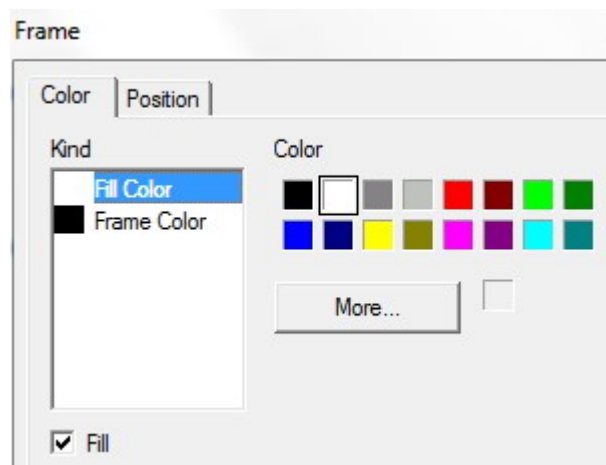 Frame
Color
Position
Kind
Color
Fill Color
Frame Color
More...
Fill